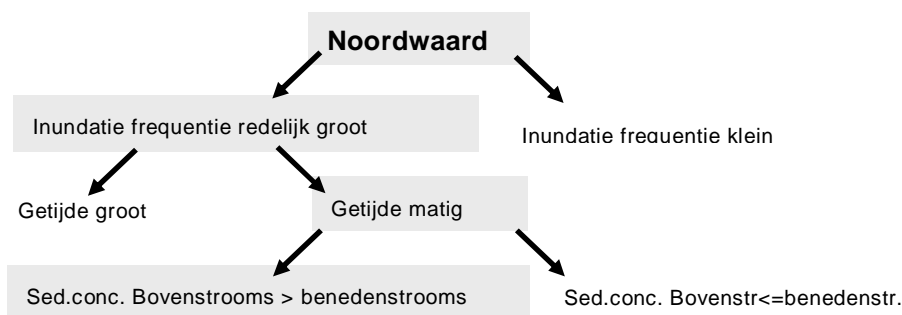 Noordwaard
Inundatie frequentie redelijk groot
Inundatie frequentie klein
Getijde groot
Getijde matig
Sed.conc. Bovenstrooms > benedenstrooms
Sed.conc. Bovenstr<=benedenstr.